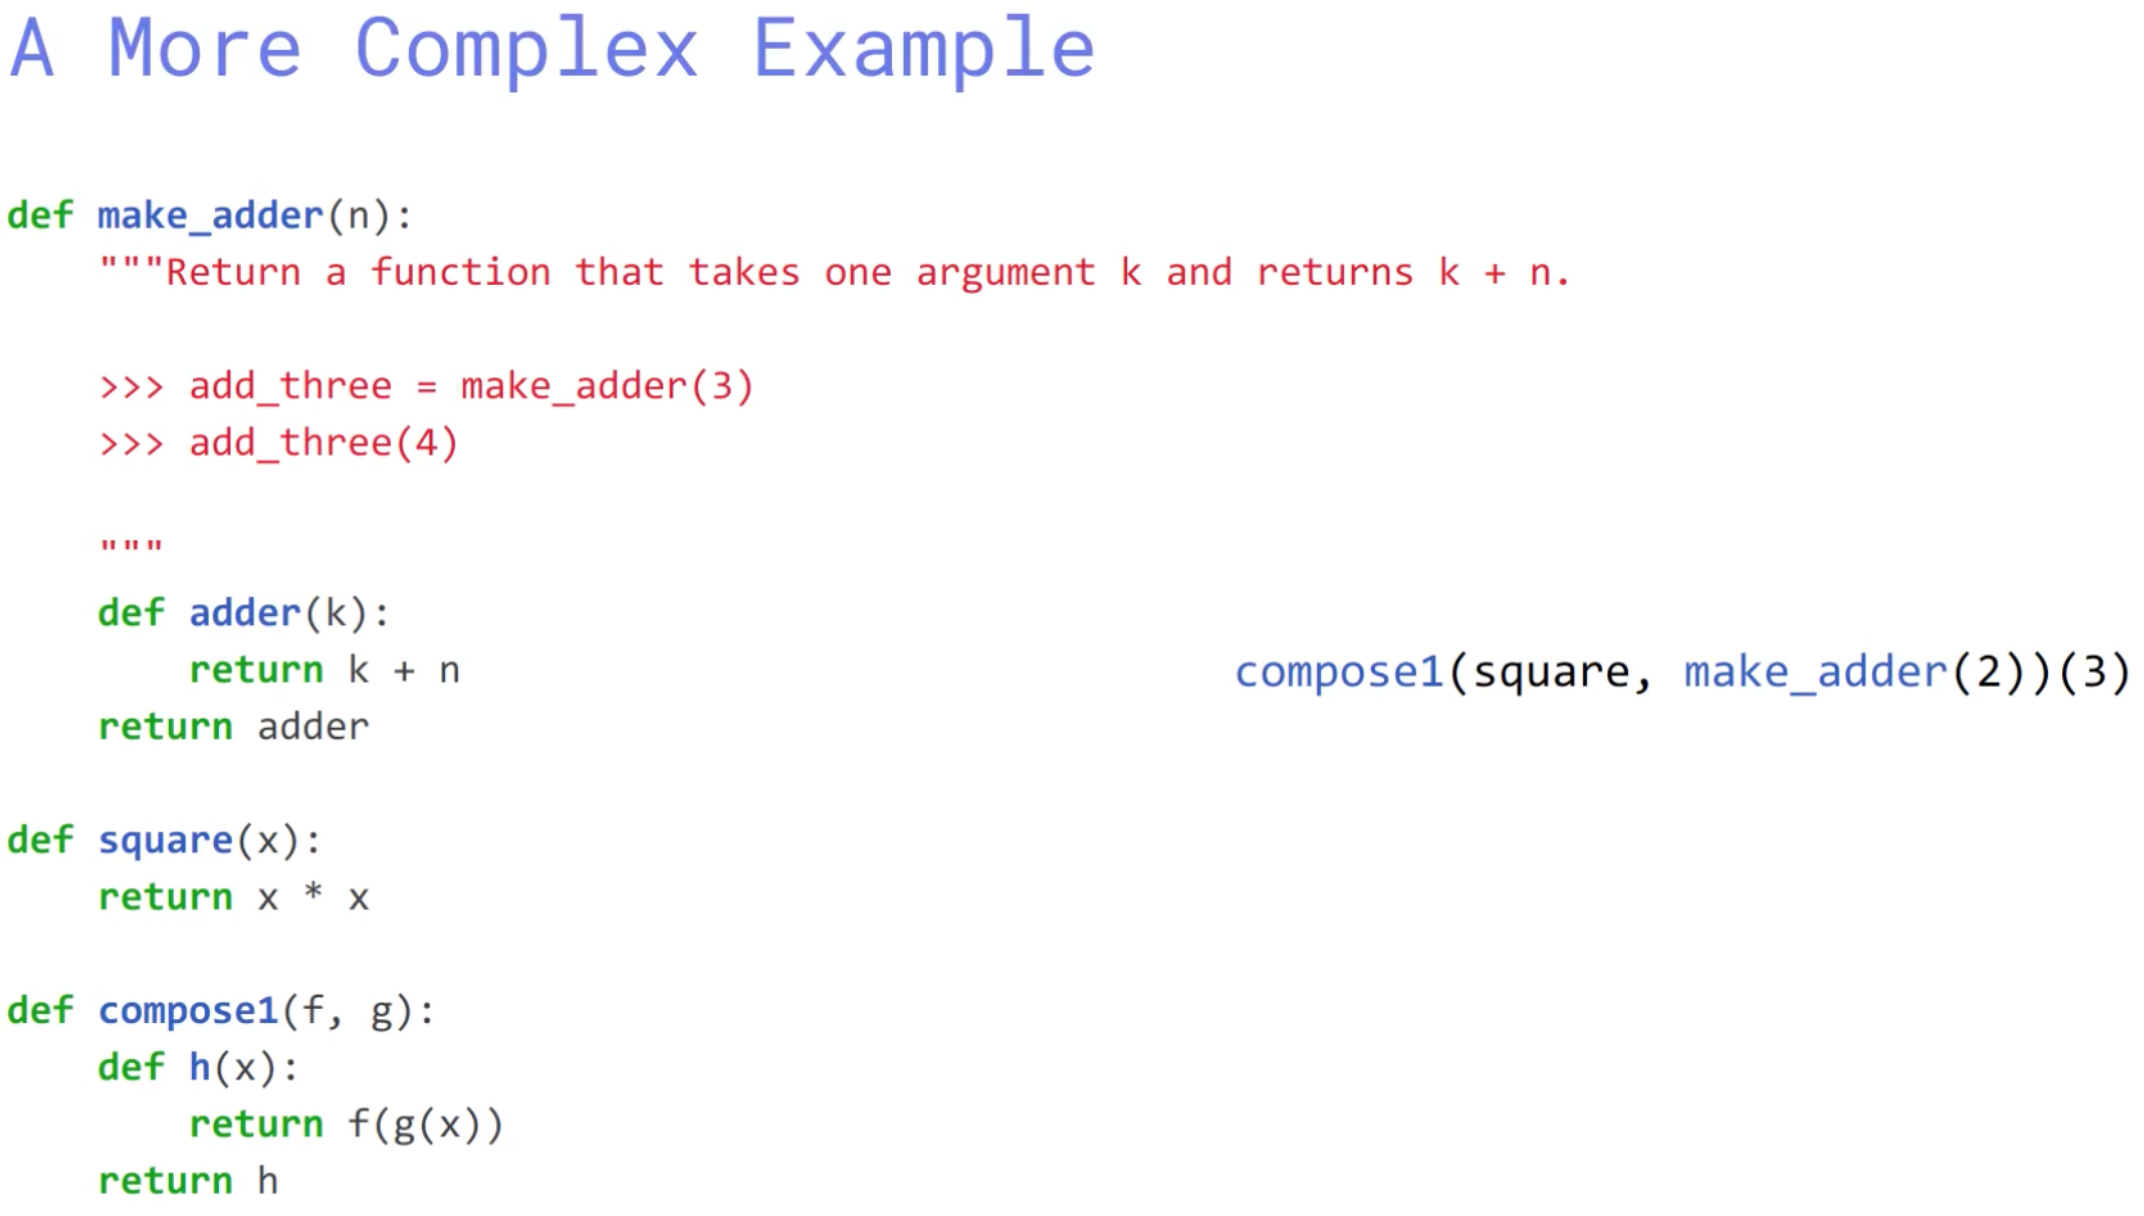 A More Complex Example
def make_adder(n):
    """Return a function that takes one argument k and returns k + n.
    >>> add_three = make_adder(3)
    >>> add_three(4)
    """
    def adder(k):
        return k + n
    return adder
compose1(square, make_adder(2))(3)
def square(x):
    return x * x
def compose1(f, g):
    def h(x):
        return f(g(x))
    return h